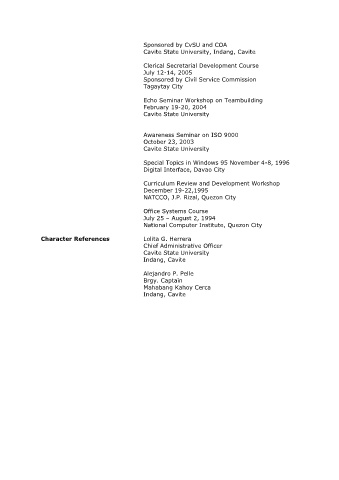 Sponsored by CvSU and CDA
Cavite State University, Indang, Cavite
Clerical Secretarial Development Course
July 12-14, 2005
Sponsored by Civil Service Commission
Tagaytay City
Echo Seminar Workshop on Teambuilding
February 19-20, 2004
Cavite State University
Awareness Seminar on ISO 9000
October 23, 2003
Cavite State University
Special Topics in Windows 95 November 4-8, 1996
Digital Interface, Davao City
Curriculum Review and Development Workshop
December 19-22,1995
NATCCO, J.P. Rizal, Quezon City
Office Systems Course
July 25 – August 2, 1994
National Computer Institute, Quezon City
Character References Lolita G. Herrera
Chief Administrative Officer
Cavite State University
Indang, Cavite
Alejandro P. Pelle
Brgy. Captain
Mahabang Kahoy Cerca
Indang, Cavite